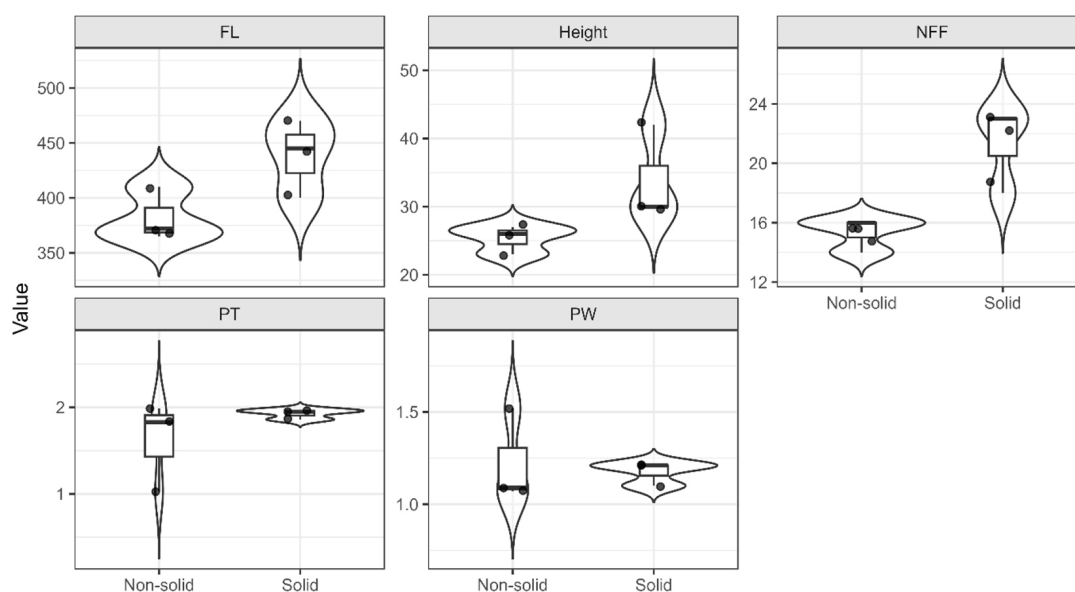 FL
Height
NFF
500
450
400
350
50
40
30
20
24
20
16
12
Non-solid
Solid
PT
PW
Value
2
1
1.5
1.0
Non-solid
Solid
Non-solid
Solid